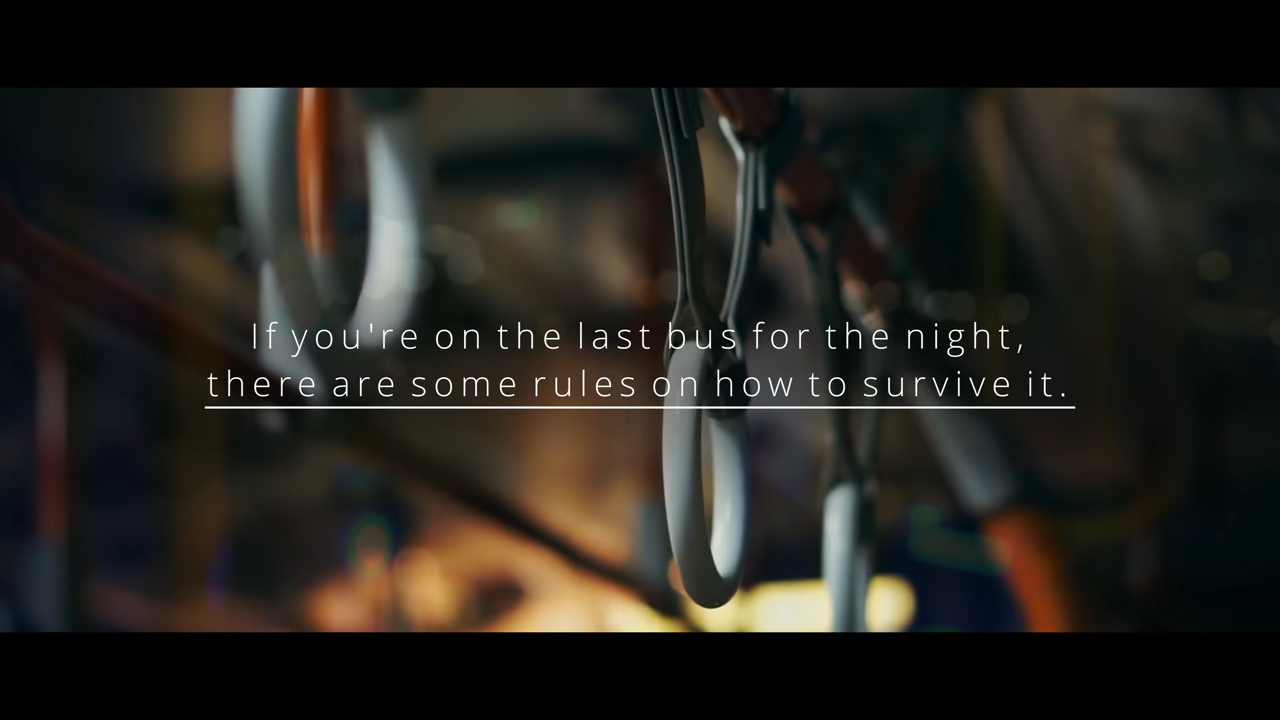 If you're on the last bus for the night,
there are some rules on how to survive it.